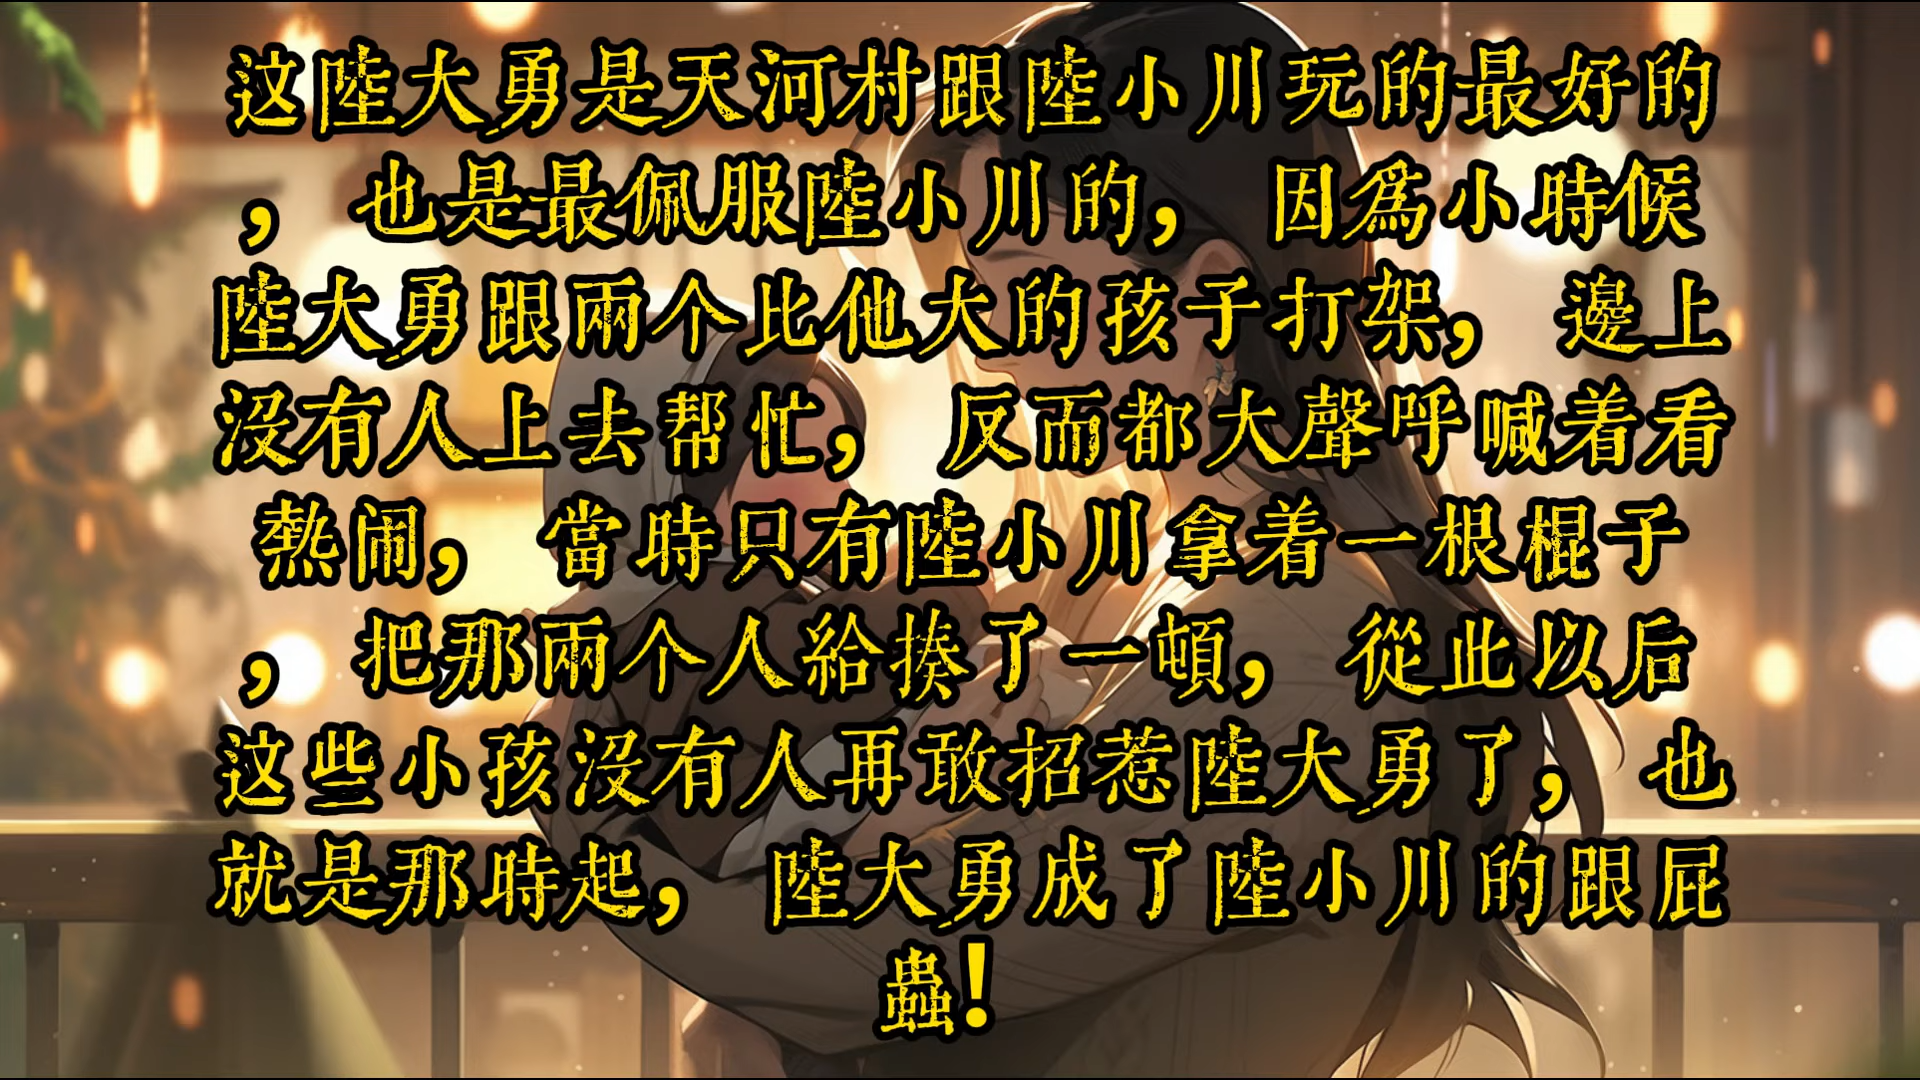 这陸大勇是天河村跟陸小川玩的最好的
，也是最佩服陸小川的，因爲小時候
陸大勇跟兩个比他大的孩子打架，邊上
沒有人上去帮忙，反而都大聲呼喊着看
熱闹，當時只有陸小川拿着一根棍子
，把那兩个人給揍了一頓，從此以后
这些小孩沒有人再敢招惹陸大勇了，也
就是那時起，陸大勇成了陸小川的跟屁
蟲！